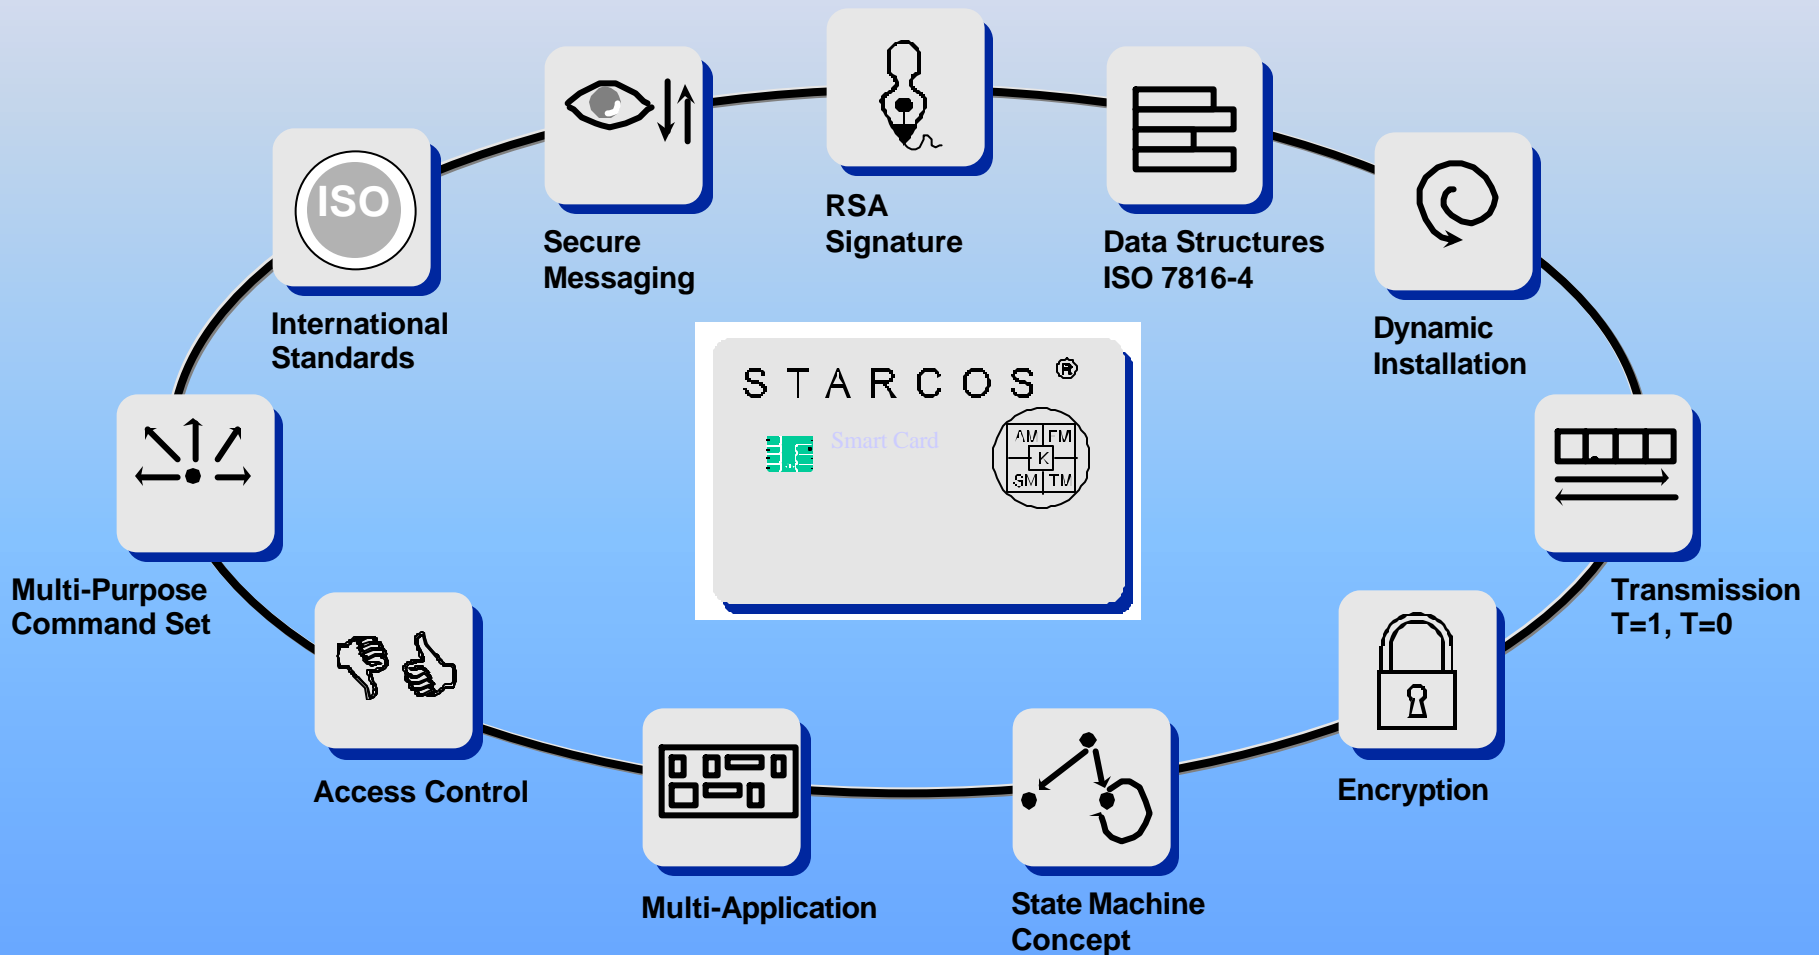 RSA
Signature
Secure
Messaging
Data Structures
ISO 7816-4
ISO
International
Standards
Dynamic
Installation
STARCOS®
Smart Card
AM FM
K
SM TM
Multi-Purpose
Command Set
Transmission
T=1, T=0
Access Control
Encryption
Multi-Application
State Machine
Concept